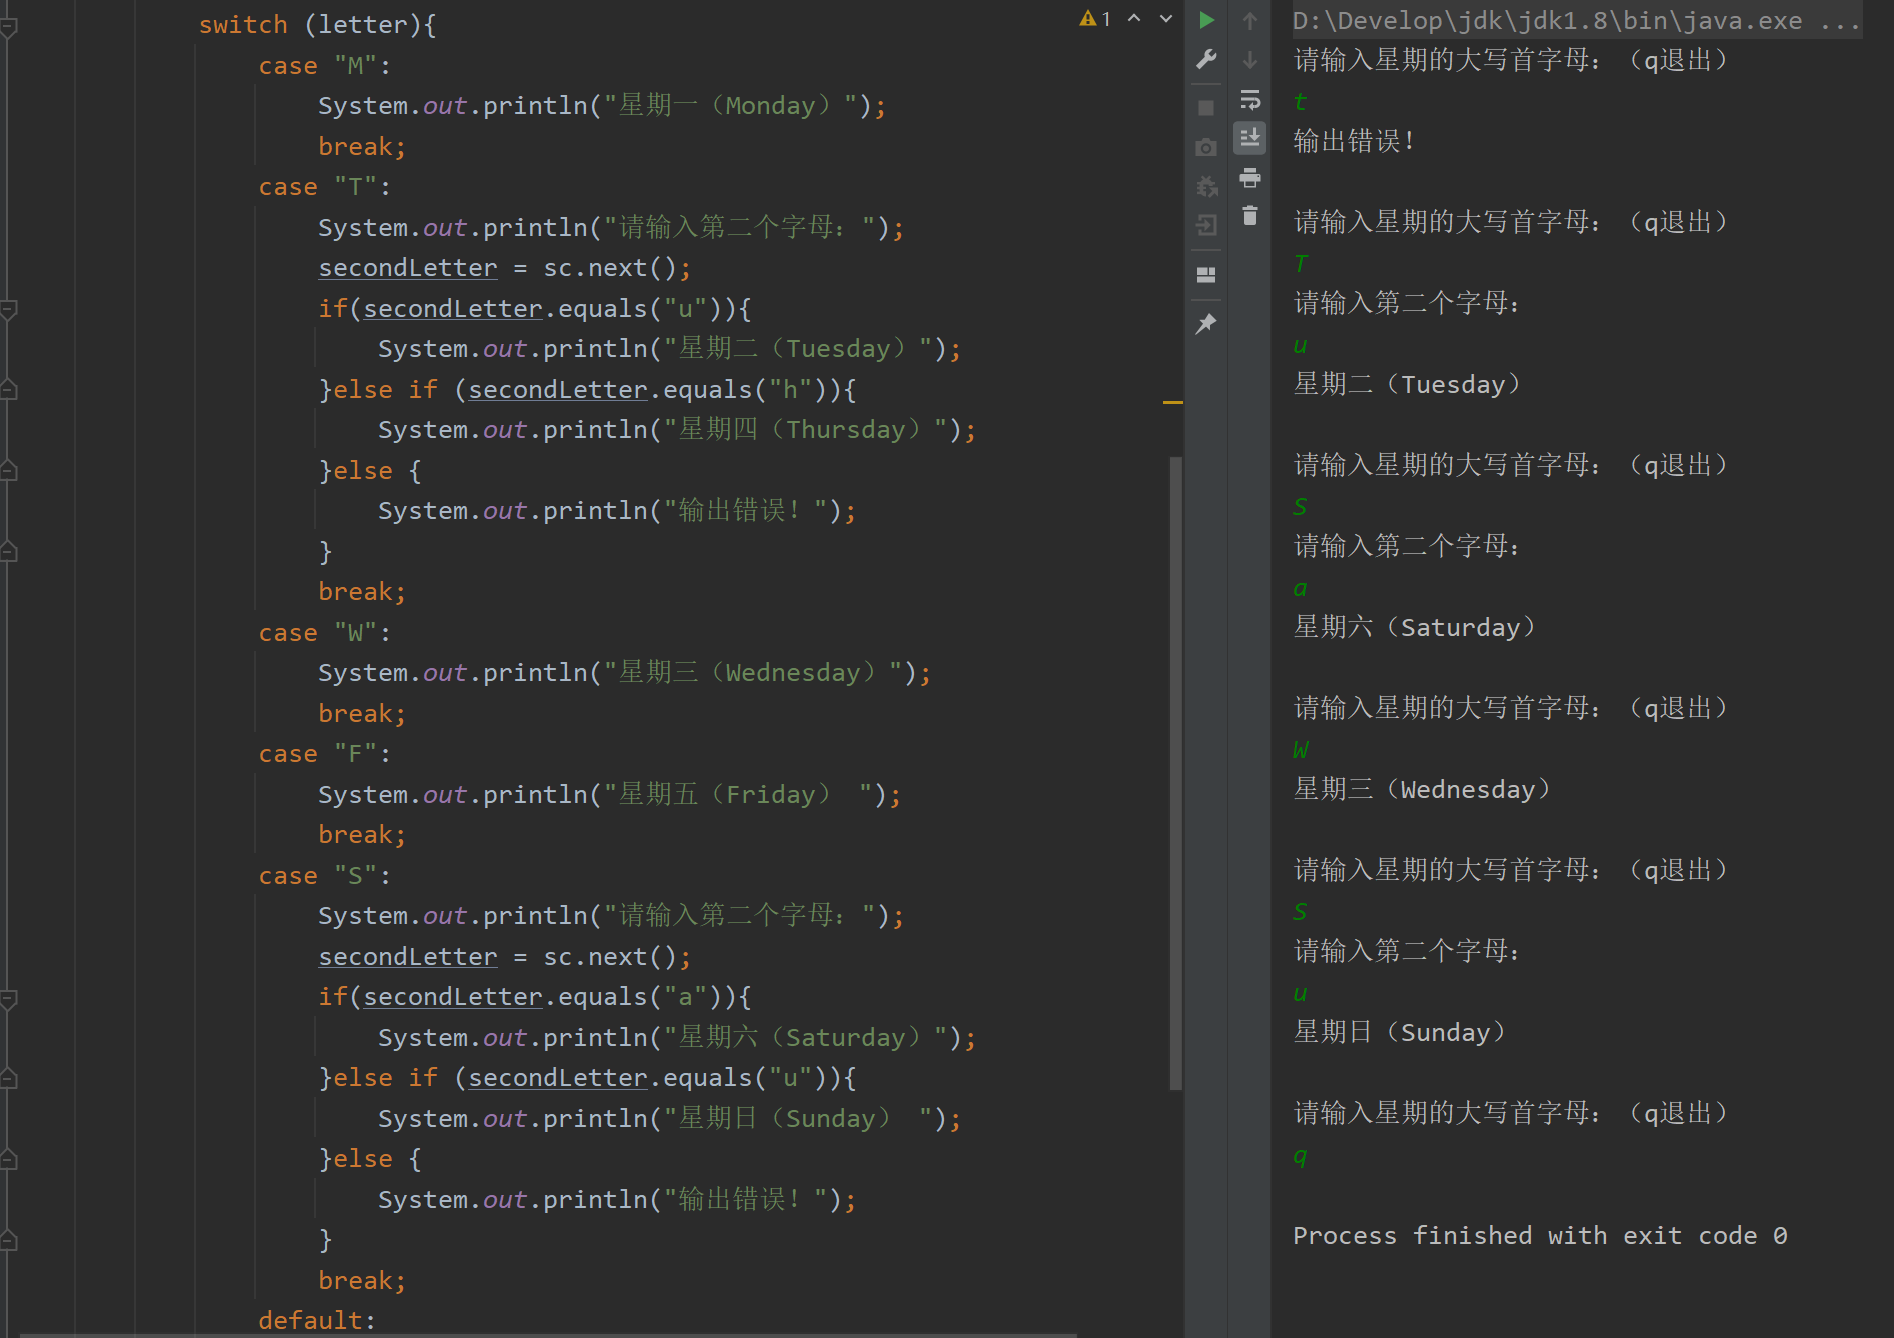 switch (letter){
case "M":
System.out.println("星期一（Monday）");
break;
case "T":
System.out.println("请输入第二个字母：");
secondLetter = sc.next();
if(secondLetter.equals("u")){
System.out.println("星期二（Tuesday）");
}else if (secondLetter.equals("h")){
System.out.println("星期四（Thursday）");
}else {
System.out.println("输出错误！");
}
break;
case "W":
System.out.println("星期三（Wednesday）");
break;
case "F":
System.out.println("星期五（Friday） ");
break;
case "S":
System.out.println("请输入第二个字母：");
secondLetter = sc.next();
if(secondLetter.equals("a")){
System.out.println("星期六（Saturday）");
}else if (secondLetter.equals("u")){
System.out.println("星期日（Sunday） ");
}else {
System.out.println("输出错误！");
}
break;
default:
1
D:\Develop\jdk\jdk1.8\bin\java.exe ...
请输入星期的大写首字母：（q退出）
t
输出错误！
请输入星期的大写首字母：（q退出）
T
请输入第二个字母：
u
星期二（Tuesday）
请输入星期的大写首字母：（q退出）
S
请输入第二个字母：
a
星期六（Saturday）
请输入星期的大写首字母：（q退出）
W
星期三（Wednesday）
请输入星期的大写首字母：（q退出）
S
请输入第二个字母：
u
星期日（Sunday）
请输入星期的大写首字母：（q退出）
q
Process finished with exit code 0